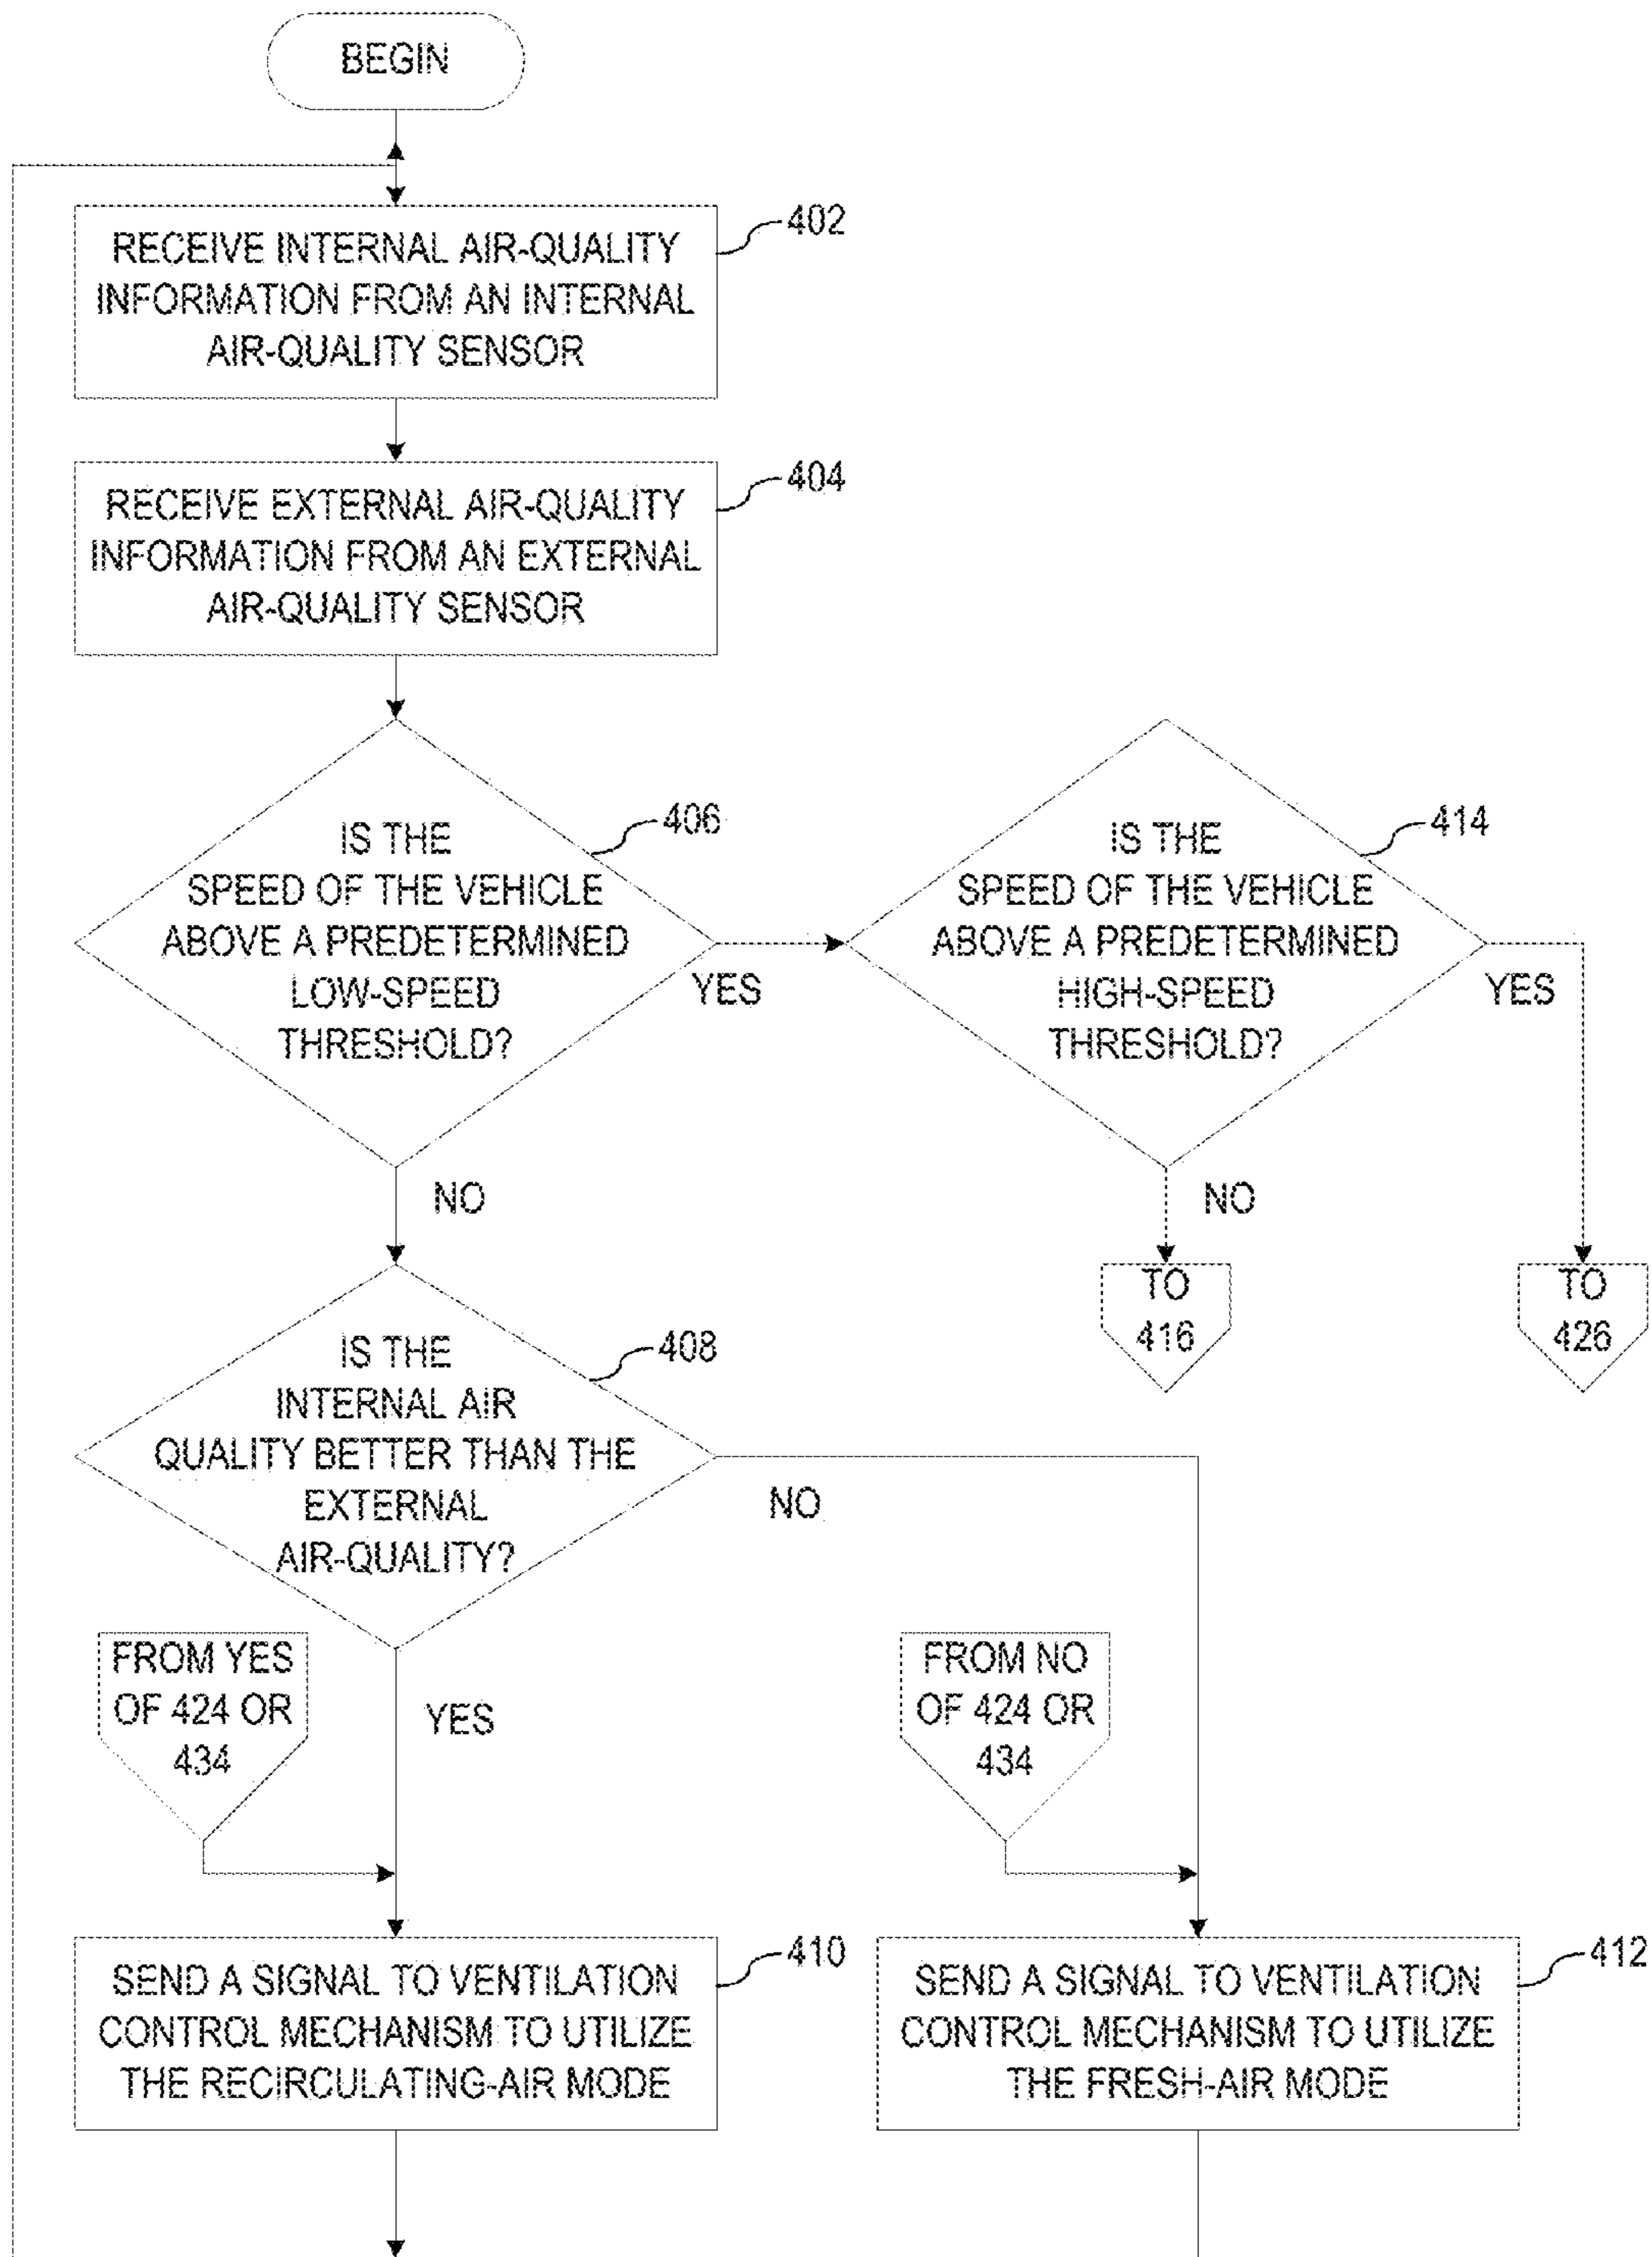 BEGIN
RECEIVE INTERNAL AIR-QUALITY
INFORMATION FROM AN INTERNAL
AIR-QUALITY SENSOR
402
RECEIVE EXTERNAL AIR-QUALITY
INFORMATION FROM AN EXTERNAL
AIR-QUALITY SENSOR
404
IS THE
SPEED OF THE VEHICLE
ABOVE A PREDETERMINED
LOW-SPEED
THRESHOLD?
406
YES
NO
IS THE
SPEED OF THE VEHICLE
ABOVE A PREDETERMINED
HIGH-SPEED
THRESHOLD?
414
YES
NO
TO
416
TO
426
IS THE
INTERNAL AIR
QUALITY BETTER THAN THE
EXTERNAL
AIR-QUALITY?
408
NO
YES
FROM YES
OF 424 OR
434
FROM NO
OF 424 OR
434
SEND A SIGNAL TO VENTILATION
CONTROL MECHANISM TO UTILIZE
THE RECIRCULATING-AIR MODE
410
SEND A SIGNAL TO VENTILATION
CONTROL MECHANISM TO UTILIZE
THE FRESH-AIR MODE
412